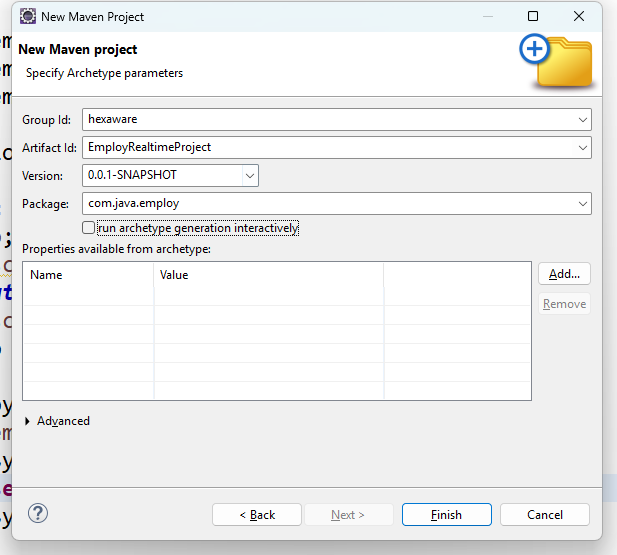 New Maven project
New Maven project
Specify Archetype parameters
Group Id: hexaware
Artifact Id: EmployRealtimeProject
Version: 0.0.1-SNAPSHOT
Package: com.java.employ
run archetype generation interactively
Properties available from archetype:
Name Value
Add...
Remove
Advanced
? < Back Next > Finish Cancel